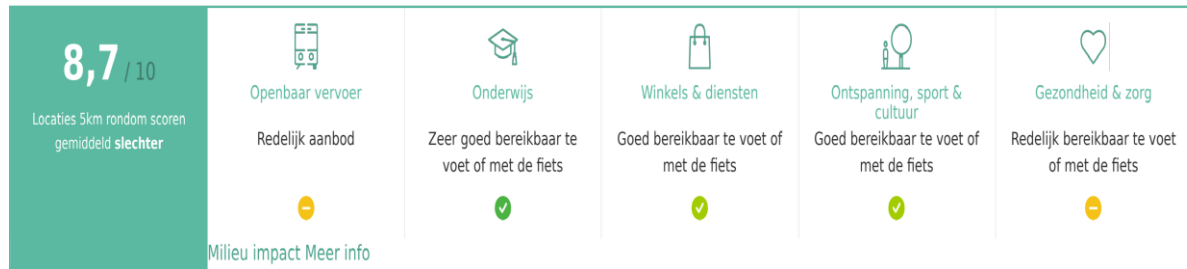 8,7 / 10
Locaties 5km rondom scoren
gemiddeld slechter
Openbaar vervoer
Redelijk aanbod
Onderwijs
Zeer goed bereikbaar te
voet of met de fiets
Winkels & diensten
Goed bereikbaar te voet of
met de fiets
Ontspanning, sport &
cultuur
Goed bereikbaar te voet of
met de fiets
Gezondheid & zorg
Redelijk bereikbaar te voet
of met de fiets
Milieu impact Meer info